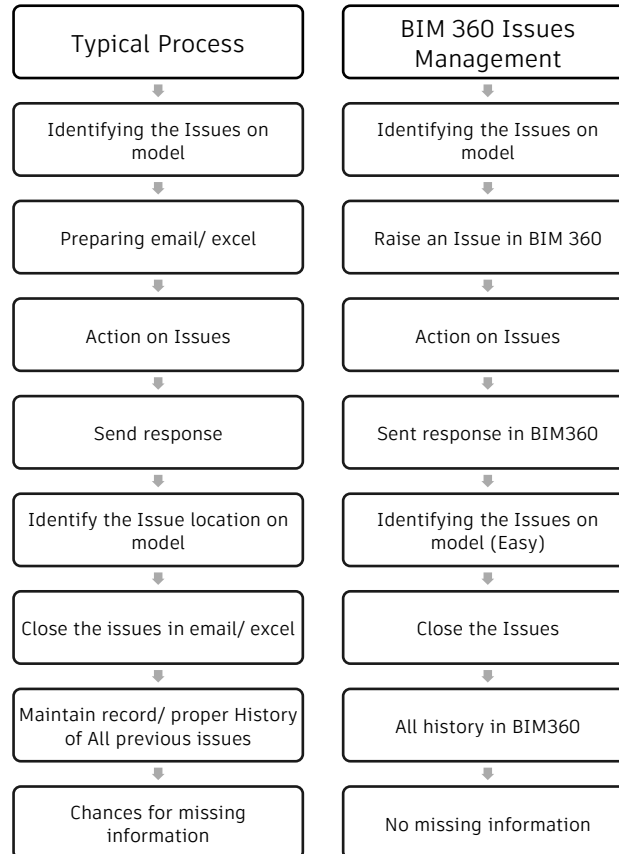 Typical Process
Identifying the Issues on
model
Preparing email/ excel
Action on Issues
Send response
Identify the Issue location on
model
Close the issues in email/ excel
Maintain record/ proper History
of All previous issues
Chances for missing
information
BIM 360 Issues
Management
Identifying the Issues on
model
Raise an Issue in BIM 360
Action on Issues
Sent response in BIM360
Identifying the Issues on
model (Easy)
Close the Issues
All history in BIM360
No missing information